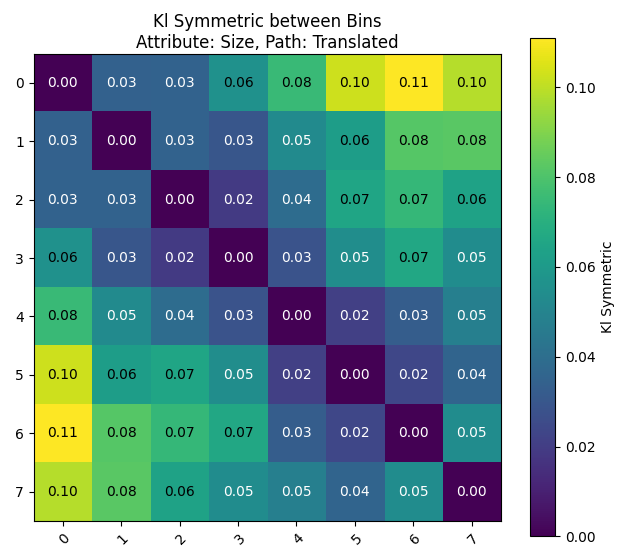 Kl Symmetric between Bins
Attribute: Size, Path: Translated
0 0.00 0.03 0.03 0.06 0.08 0.10 0.11 0.10
1 0.03 0.00 0.03 0.03 0.05 0.06 0.08 0.08
2 0.03 0.03 0.00 0.02 0.04 0.07 0.07 0.06
3 0.06 0.03 0.02 0.00 0.03 0.05 0.07 0.05
4 0.08 0.05 0.04 0.03 0.00 0.02 0.03 0.05
5 0.10 0.06 0.07 0.05 0.02 0.00 0.02 0.04
6 0.11 0.08 0.07 0.07 0.03 0.02 0.00 0.05
7 0.10 0.08 0.06 0.05 0.05 0.04 0.05 0.00
0 1 2 3 4 5 6 7
0.10
0.08
0.06
0.04
0.02
0.00
Kl Symmetric